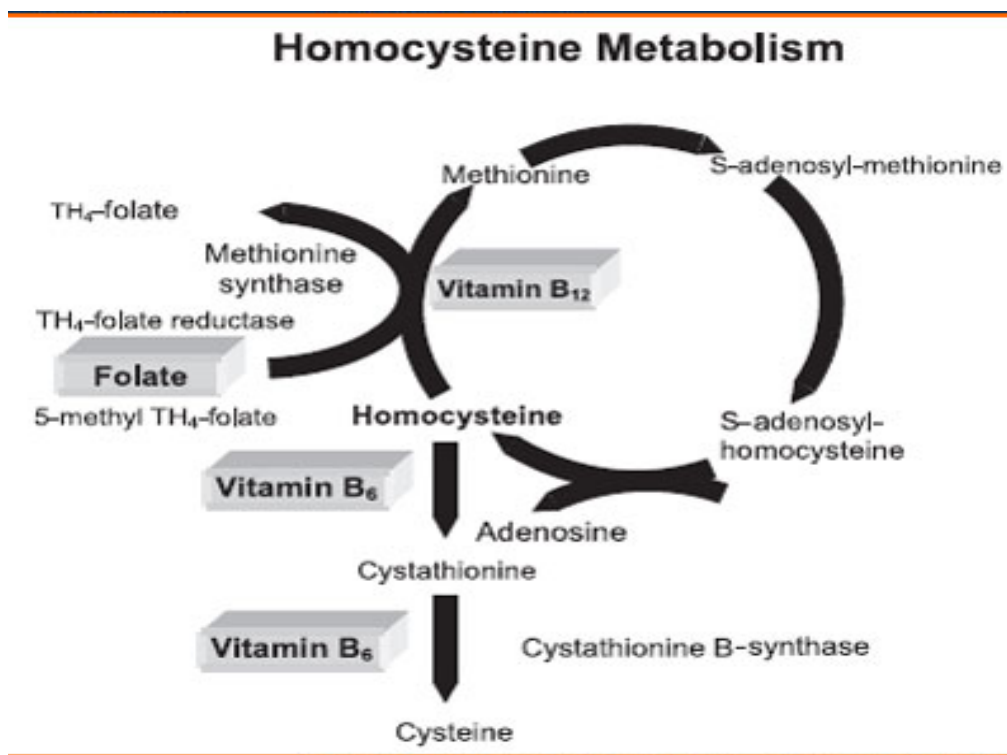 Homocysteine Metabolism
Methionine
S-adenosyl-methionine
TH₄-folate
Methionine
synthase
Vitamin B₁₂
TH₄-folate reductase
Folate
5-methyl TH₄-folate
Homocysteine
S-adenosyl-
homocysteine
Vitamin B₆
Adenosine
Cystathionine
Vitamin B₆
Cystathionine B-synthase
Cysteine